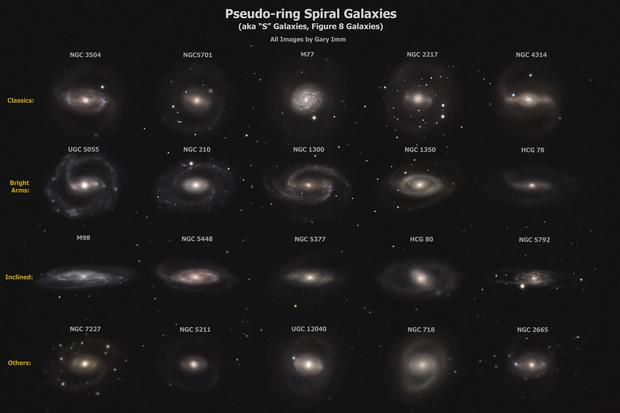 Pseudo-ring Spiral Galaxies
(aka "S" Galaxies, Figure 8 Galaxies)
All Images by Gary Imm
NGC 3504 NGC5701 M77 NGC 2217 NGC 4314
Classics:
UGC 5055 NGC 210 NGC 1300 NGC 1350 HCG 78
Bright
Arms:
M98 NGC 5448 NGC 5377 HCG 80 NGC 5792
Inclined:
NGC 7227 NGC 5211 UGC 12040 NGC 718 NGC 2665
Others: